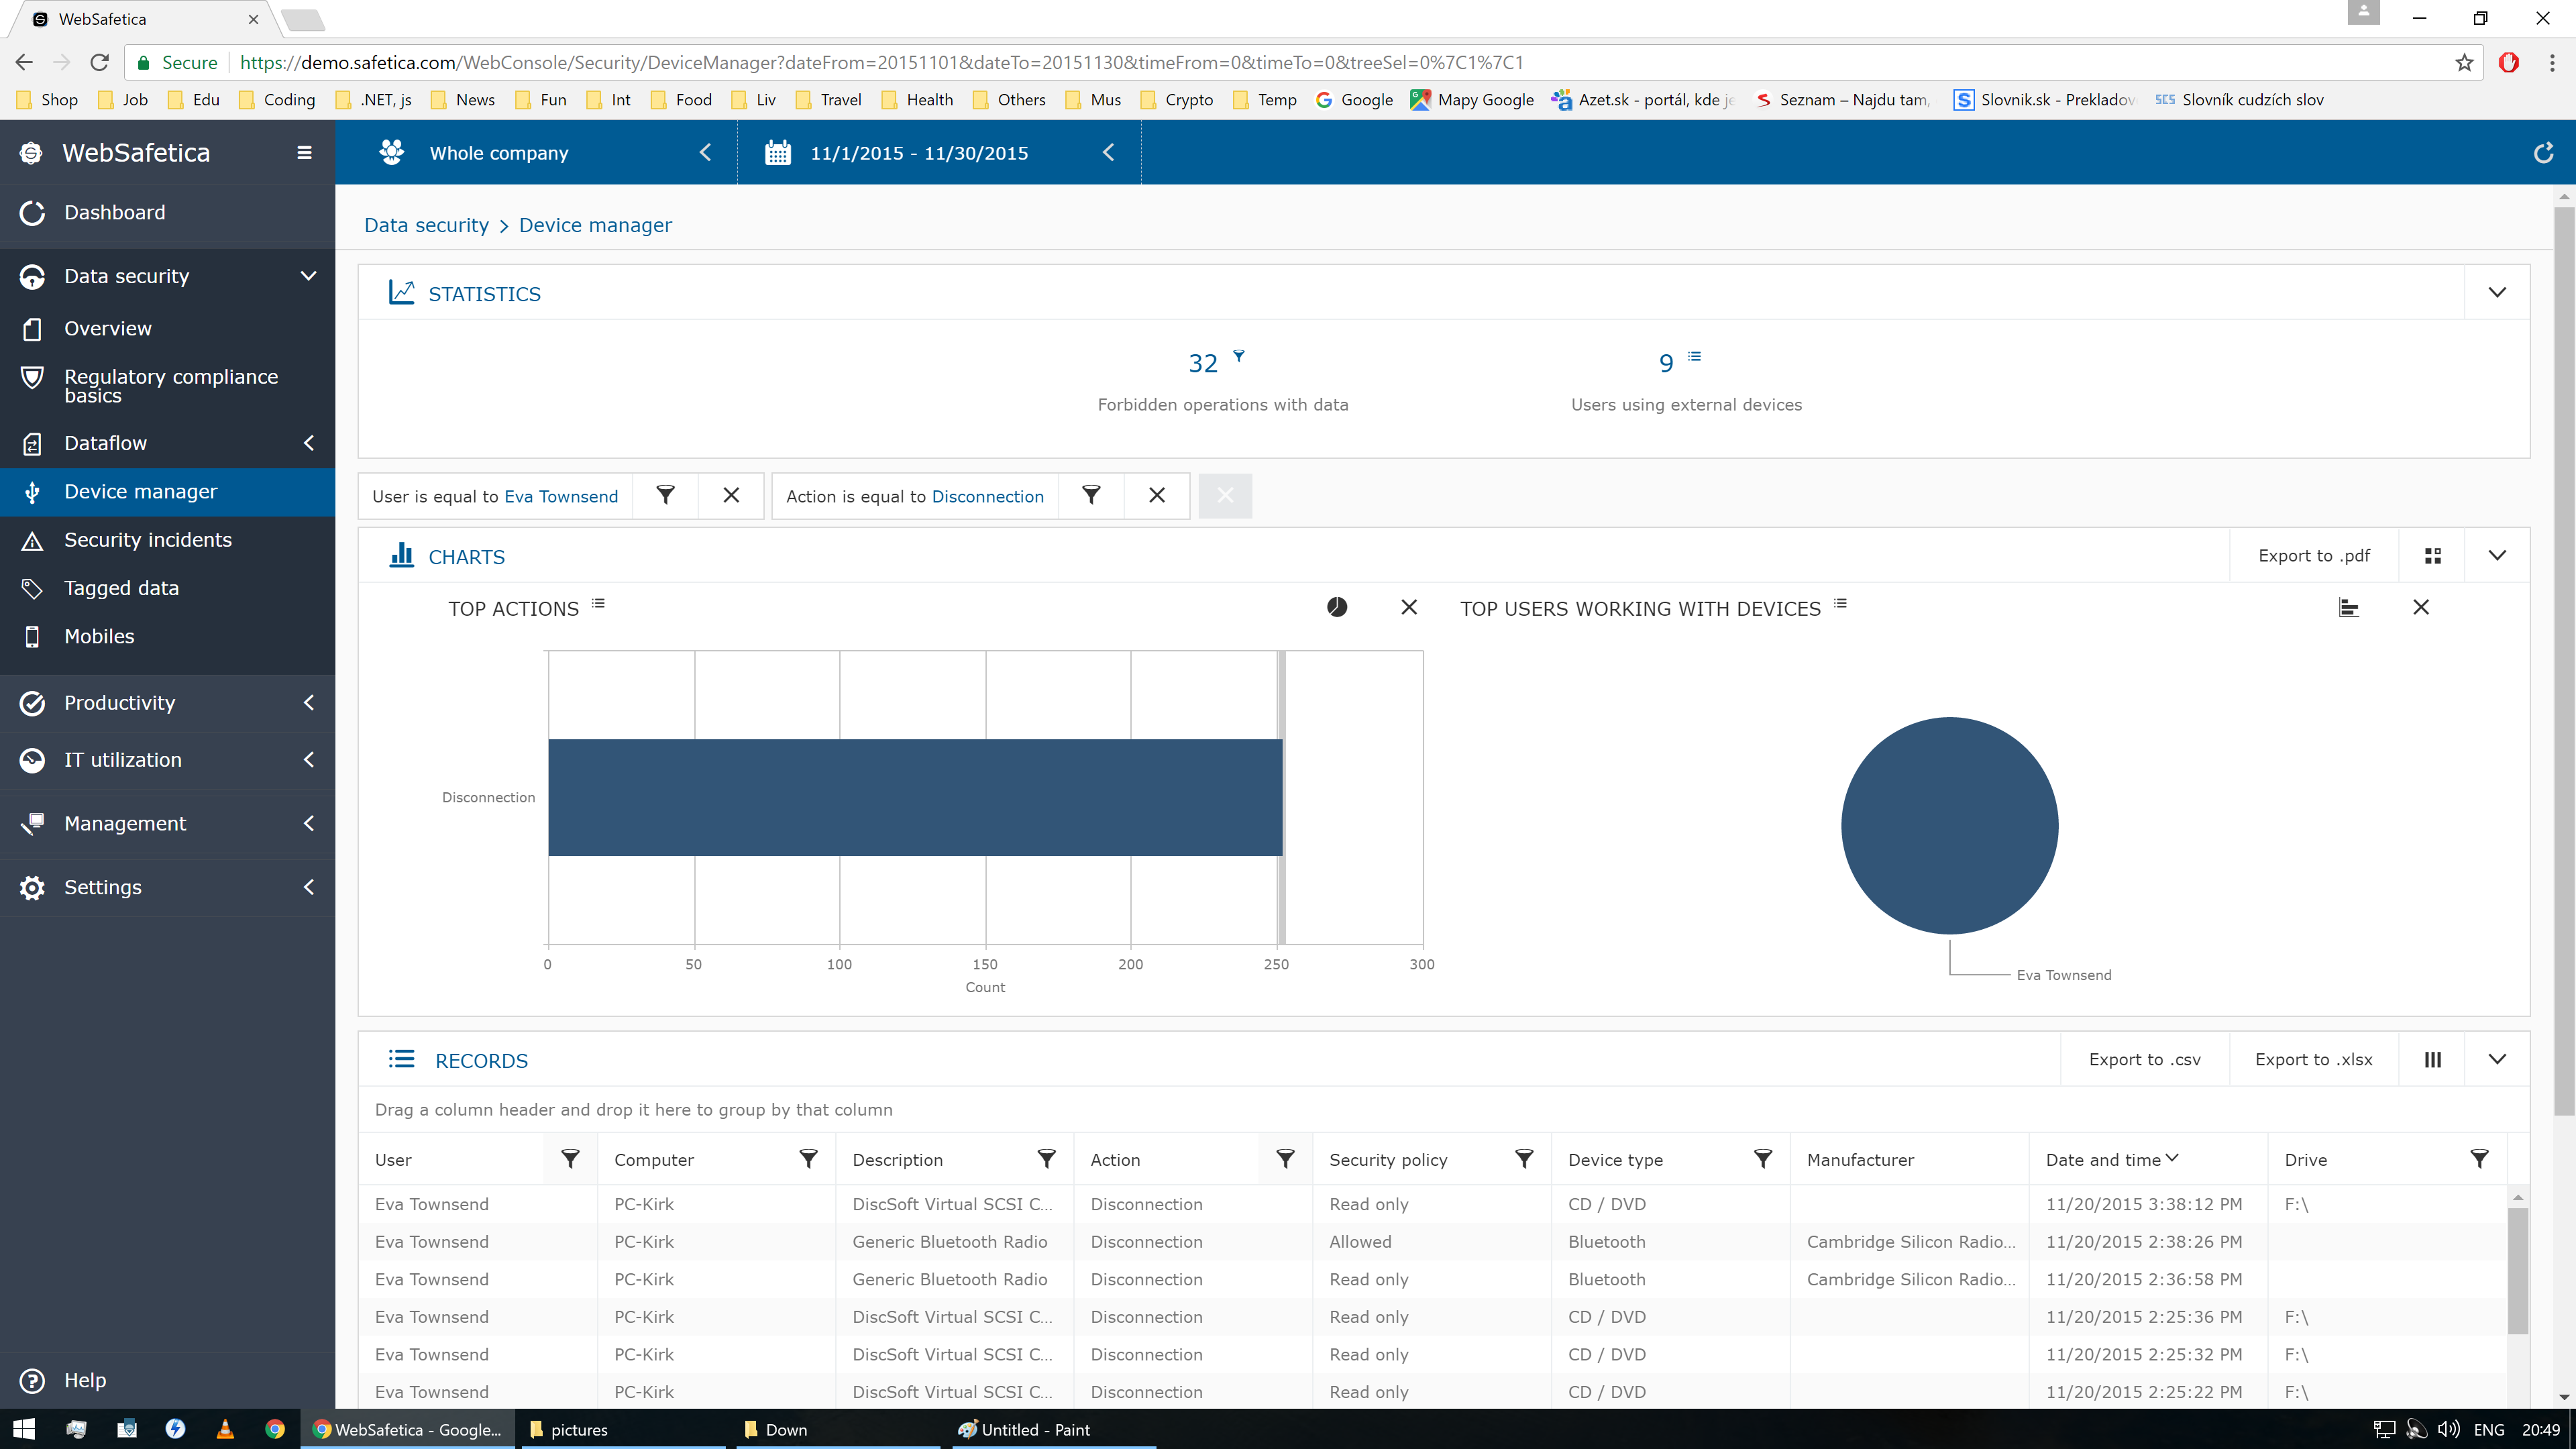 WebSafetica
Secure https://demo.safetica.com/WebConsole/Security/DeviceManager?dateFrom=20151101&dateTo=20151130&timeFrom=0&timeTo=0&treeSel=0%7C1%7C1
Shop Job Edu Coding .NET, js News Fun Int Food Liv Travel Health Others Mus Crypto Temp Google Mapy Google Azet.sk - portál, kde je Seznam – Najdu tam, Slovnik.sk - Prekladov Slovník cudzích slov
WebSafetica
Whole company
11/1/2015 - 11/30/2015
Dashboard
Data security
Overview
Regulatory compliance
basics
Dataflow
Device manager
Security incidents
Tagged data
Mobiles
Productivity
IT utilization
Management
Settings
Help
Data security > Device manager
STATISTICS
32
Forbidden operations with data
9
Users using external devices
User is equal to Eva Townsend
Action is equal to Disconnection
CHARTS
Export to .pdf
TOP ACTIONS
Disconnection
0 50 100 150 200 250 300
Count
TOP USERS WORKING WITH DEVICES
Eva Townsend
RECORDS
Export to .csv Export to .xlsx
Drag a column header and drop it here to group by that column
User Computer Description Action Security policy Device type Manufacturer Date and time Drive
Eva Townsend PC-Kirk DiscSoft Virtual SCSI C... Disconnection Read only CD / DVD 11/20/2015 3:38:12 PM F:\
Eva Townsend PC-Kirk Generic Bluetooth Radio Disconnection Allowed Bluetooth Cambridge Silicon Radio... 11/20/2015 2:38:26 PM
Eva Townsend PC-Kirk Generic Bluetooth Radio Disconnection Read only Bluetooth Cambridge Silicon Radio... 11/20/2015 2:36:58 PM
Eva Townsend PC-Kirk DiscSoft Virtual SCSI C... Disconnection Read only CD / DVD 11/20/2015 2:25:36 PM F:\
Eva Townsend PC-Kirk DiscSoft Virtual SCSI C... Disconnection Read only CD / DVD 11/20/2015 2:25:32 PM F:\
Eva Townsend PC-Kirk DiscSoft Virtual SCSI C... Disconnection Read only CD / DVD 11/20/2015 2:25:22 PM F:\
WebSafetica - Google... pictures Down Untitled - Paint ENG 20:49